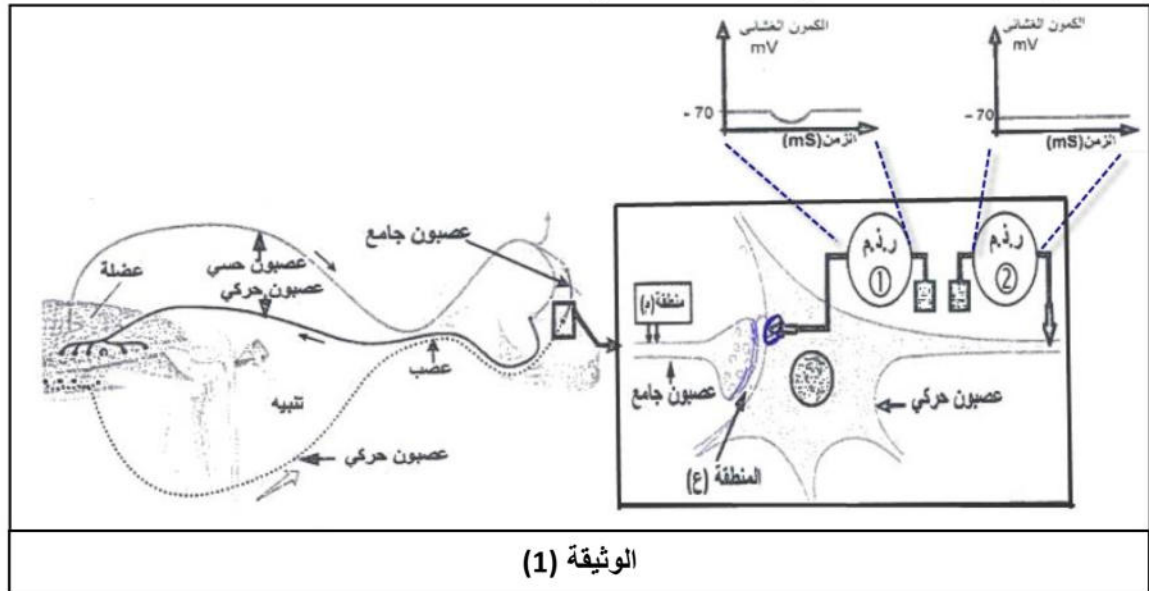 الكمون الغشائي
mV
- 70
الزمن(mS)
الكمون الغشائي
mV
- 70
الزمن(mS)
عصبون جامع
عصبون حسي
عصبون حركي
عضلة
عصب
تنبيه
عصبون حركي
ر.ذ.م
①
ر.ذ.م
②
عصبون جامع
عصبون حركي
المنطقة (ع)
الوثيقة (1)